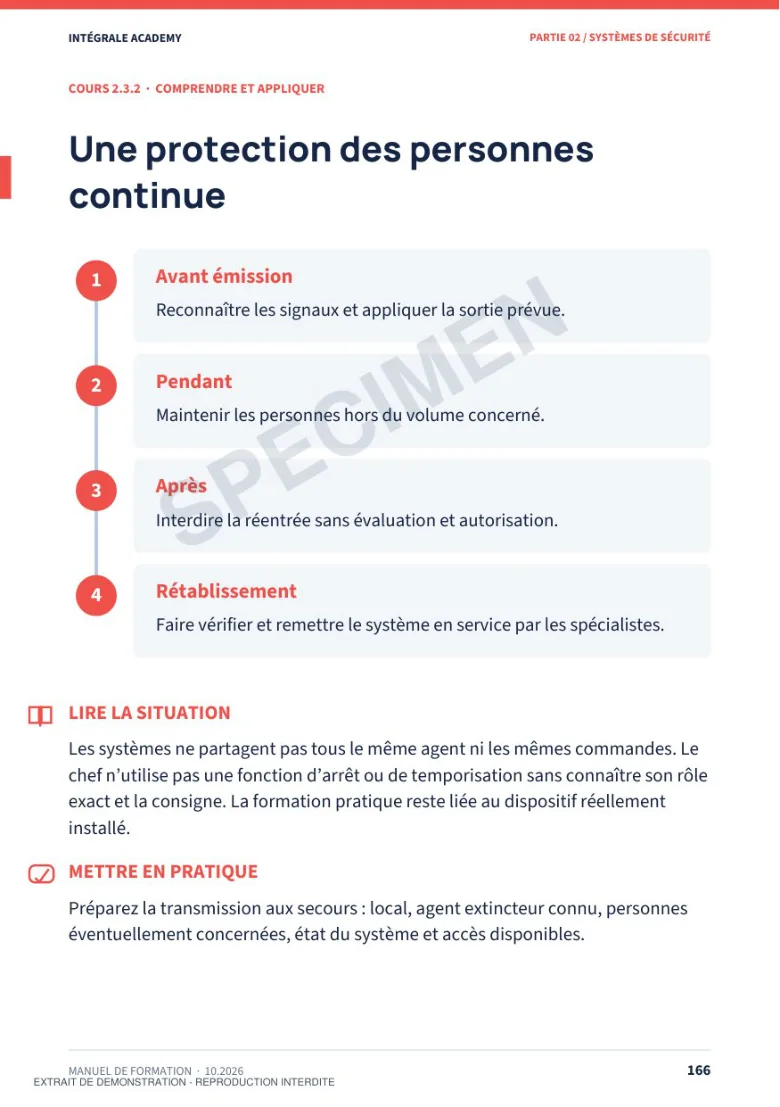 INTÉGRALE ACADEMY
PARTIE 02 / SYSTÈMES DE SÉCURITÉ
COURS 2.3.2 · COMPRENDRE ET APPLIQUER
Une protection des personnes
continue
1
Avant émission
Reconnaître les signaux et appliquer la sortie prévue.
2
Pendant
Maintenir les personnes hors du volume concerné.
3
Après
Interdire la réentrée sans évaluation et autorisation.
4
Rétablissement
Faire vérifier et remettre le système en service par les spécialistes.
SPECIMEN
LIRE LA SITUATION
Les systèmes ne partagent pas tous le même agent ni les mêmes commandes. Le
chef n’utilise pas une fonction d’arrêt ou de temporisation sans connaître son rôle
exact et la consigne. La formation pratique reste liée au dispositif réellement
installé.
METTRE EN PRATIQUE
Préparez la transmission aux secours : local, agent extincteur connu, personnes
éventuellement concernées, état du système et accès disponibles.
MANUEL DE FORMATION · 10.2026
166
EXTRAIT DE DEMONSTRATION - REPRODUCTION INTERDITE